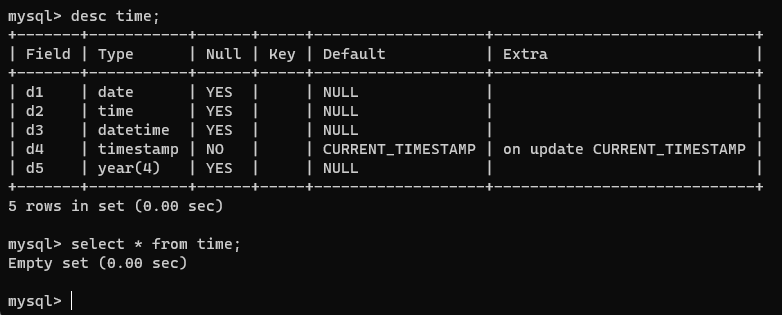 mysql> desc time;
+-------+-----------+------+-----+-------------------+-----------------------------+
| Field | Type      | Null | Key | Default           | Extra                       |
+-------+-----------+------+-----+-------------------+-----------------------------+
| d1    | date      | YES  |     | NULL              |                             |
| d2    | time      | YES  |     | NULL              |                             |
| d3    | datetime  | YES  |     | NULL              |                             |
| d4    | timestamp | NO   |     | CURRENT_TIMESTAMP | on update CURRENT_TIMESTAMP |
| d5    | year(4)   | YES  |     | NULL              |                             |
+-------+-----------+------+-----+-------------------+-----------------------------+
5 rows in set (0.00 sec)
mysql> select * from time;
Empty set (0.00 sec)
mysql>